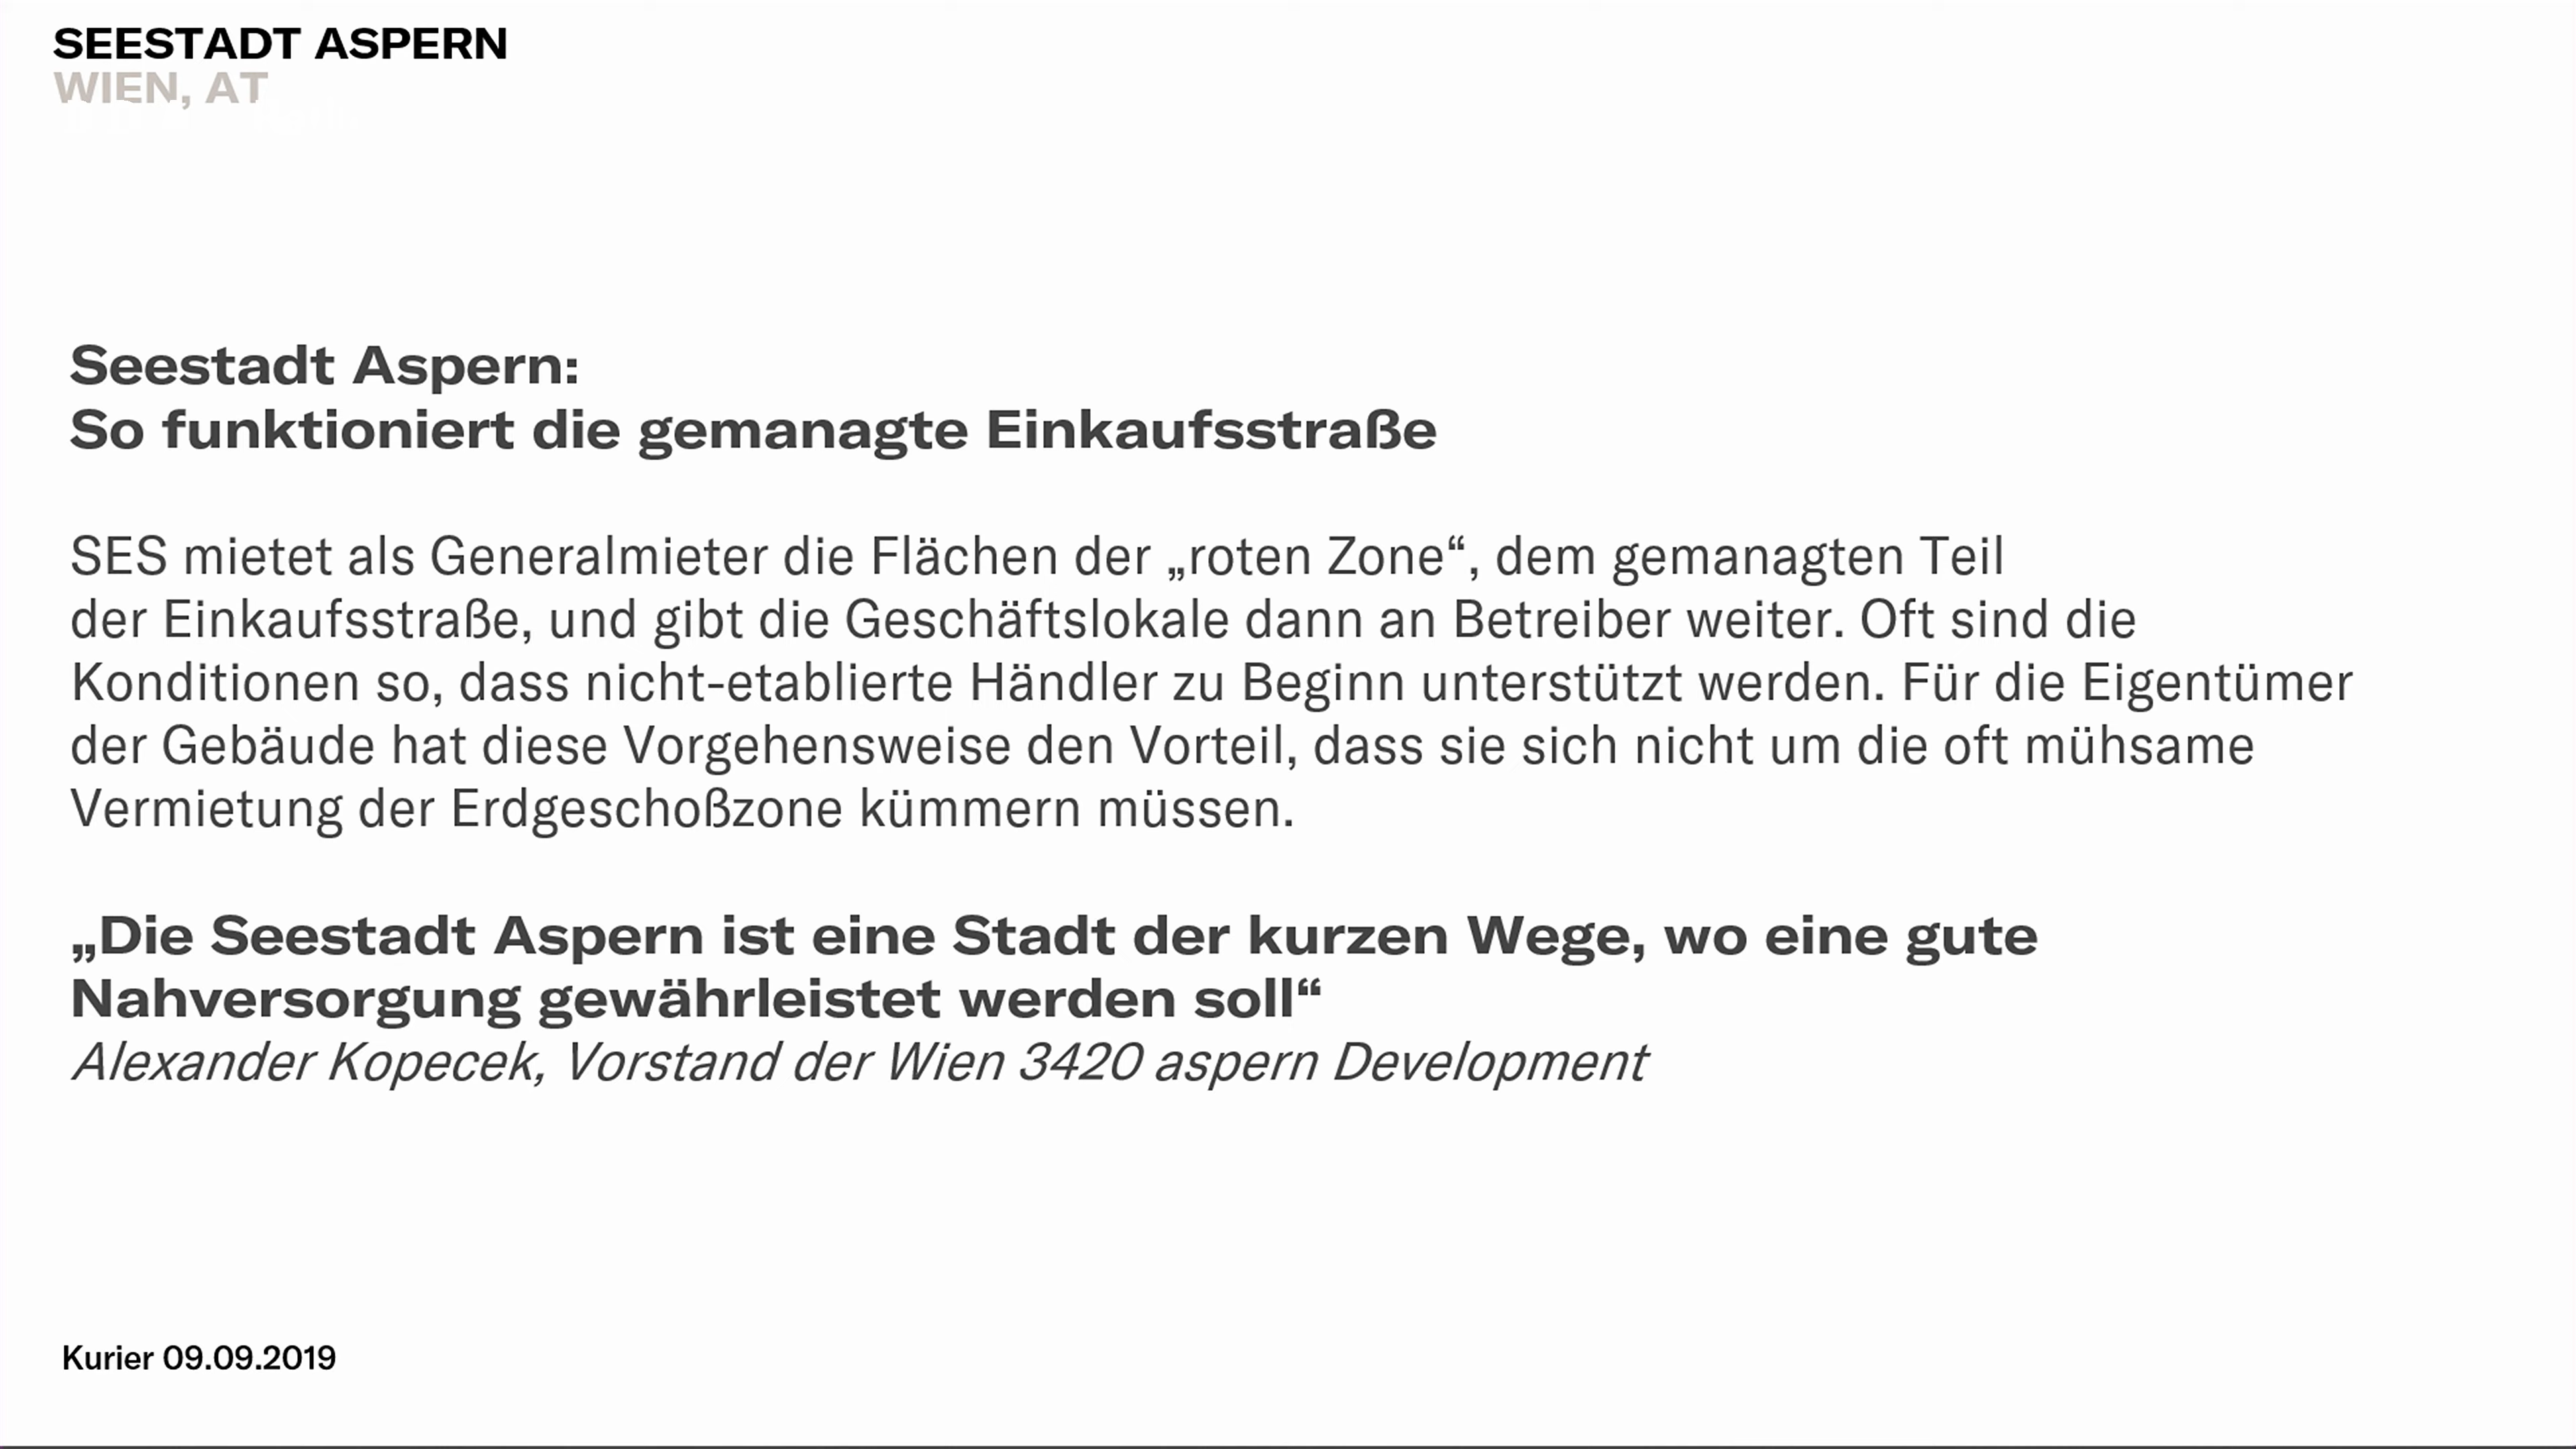 SEESTADT ASPERN
WIEN, AT
Seestadt Aspern:
So funktioniert die gemanagte Einkaufsstraße
SES mietet als Generalmieter die Flächen der „roten Zone“, dem gemanagten Teil
der Einkaufsstraße, und gibt die Geschäftslokale dann an Betreiber weiter. Oft sind die
Konditionen so, dass nicht-etablierte Händler zu Beginn unterstützt werden. Für die Eigentümer
der Gebäude hat diese Vorgehensweise den Vorteil, dass sie sich nicht um die oft mühsame
Vermietung der Erdgeschoßzone kümmern müssen.
„Die Seestadt Aspern ist eine Stadt der kurzen Wege, wo eine gute
Nahversorgung gewährleistet werden soll“
Alexander Kopecek, Vorstand der Wien 3420 aspern Development
Kurier 09.09.2019